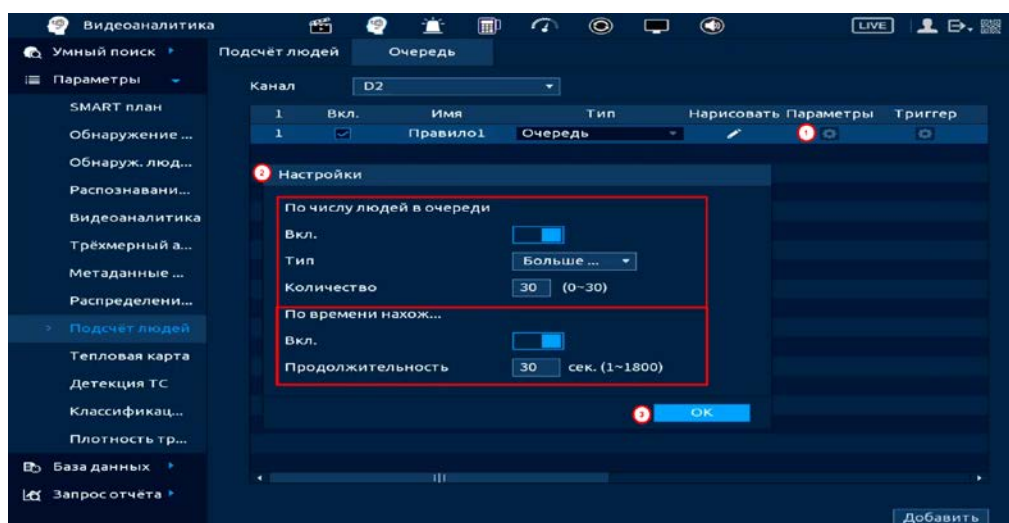 Видеоаналитика
LIVE
Умный поиск
Подсчёт людей Очередь
Параметры
Канал D2
SMART план
1 Вкл. Имя Тип Нарисовать Параметры Триггер
Обнаружение ...
1 Правило1 Очередь 1
Обнаруж. люд...
2 Настройки
Распознавани...
По числу людей в очереди
Видеоаналитика
Вкл.
Трёхмерный а...
Тип Больше ...
Метаданные ...
Количество 30 (0~30)
Распределени...
По времени нахож...
Подсчёт людей
Вкл.
Тепловая карта
Продолжительность 30 сек. (1~1800)
Детекция ТС
Классификац...
3 OK
Плотность тр...
База данных
Запрос отчёта
Добавить